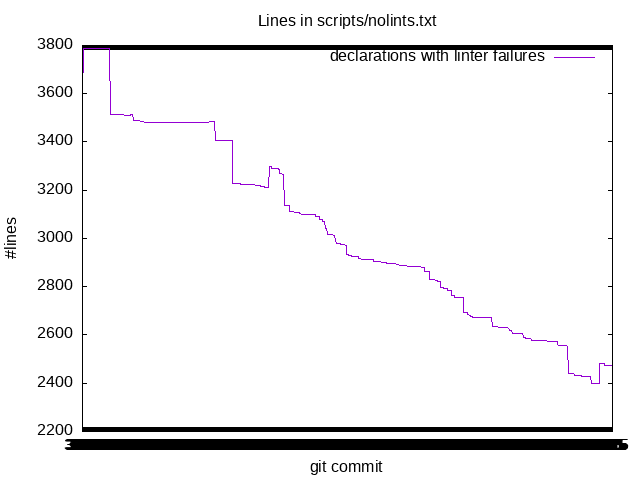 Lines in scripts/nolints.txt
3800
declarations with linter failures
3600
3400
3200
3000
2800
2600
2400
2200
#lines
git commit